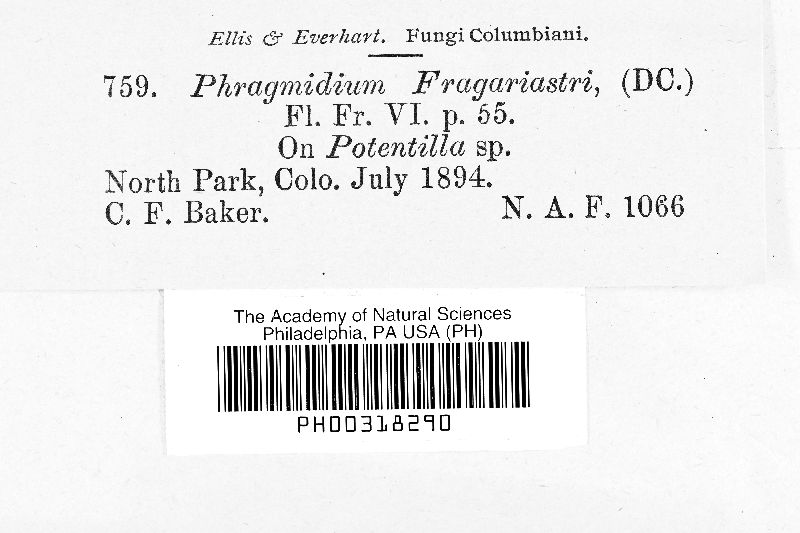 Ellis & Everhart. Fungi Columbiani.
759. Phragmidium Fragariastri, (DC.)
Fl. Fr. VI. p. 55.
On Potentilla sp.
North Park, Colo. July 1894.
C. F. Baker. N. A. F. 1066
The Academy of Natural Sciences
Philadelphia, PA USA (PH)
PH00318290